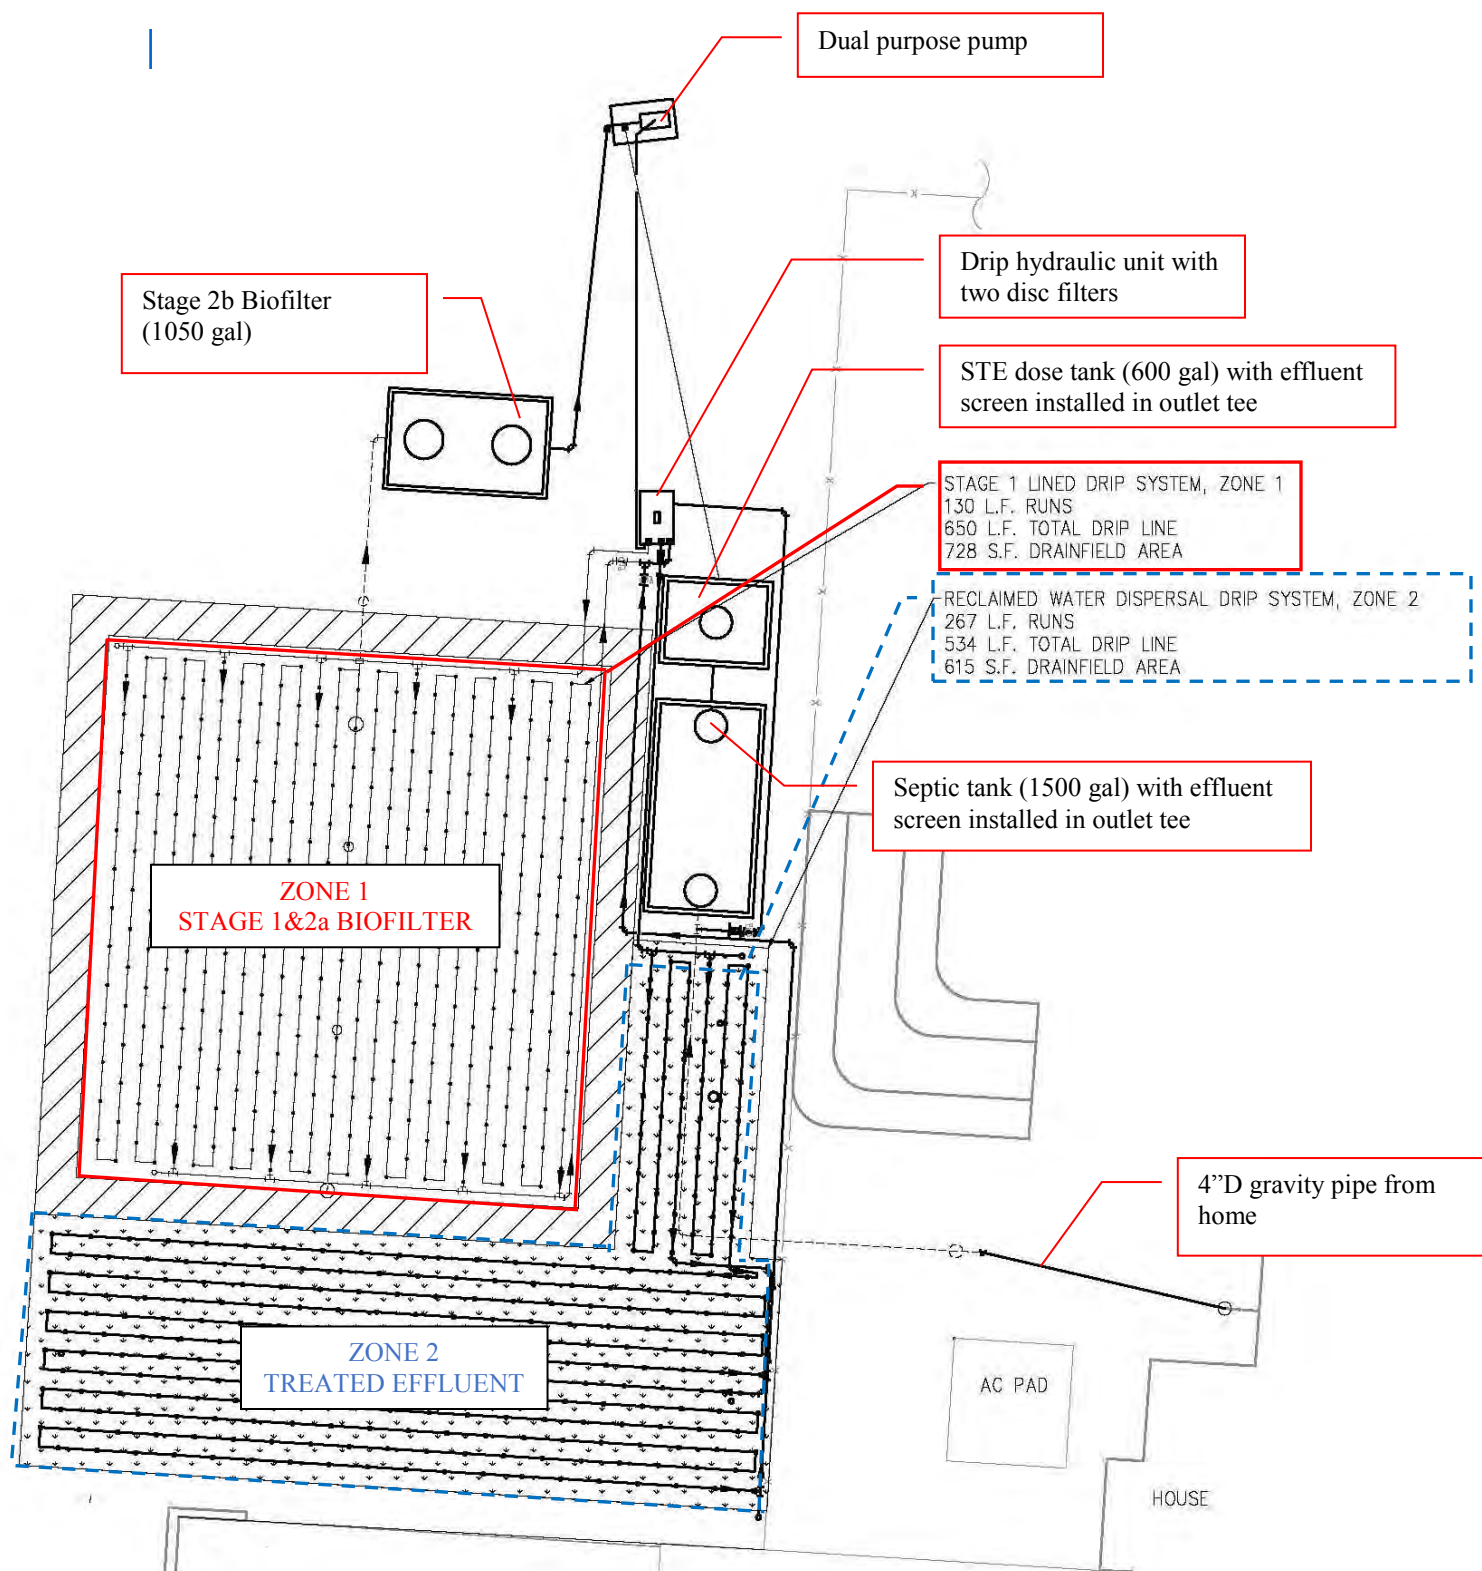 Dual purpose pump
Drip hydraulic unit with
two disc filters
Stage 2b Biofilter
(1050 gal)
STE dose tank (600 gal) with effluent
screen installed in outlet tee
STAGE 1 LINED DRIP SYSTEM, ZONE 1
130 L.F. RUNS
650 L.F. TOTAL DRIP LINE
728 S.F. DRAINFIELD AREA
RECLAIMED WATER DISPERSAL DRIP SYSTEM, ZONE 2
267 L.F. RUNS
534 L.F. TOTAL DRIP LINE
615 S.F. DRAINFIELD AREA
Septic tank (1500 gal) with effluent
screen installed in outlet tee
ZONE 1
STAGE 1&2a BIOFILTER
4”D gravity pipe from
home
ZONE 2
TREATED EFFLUENT
AC PAD
HOUSE